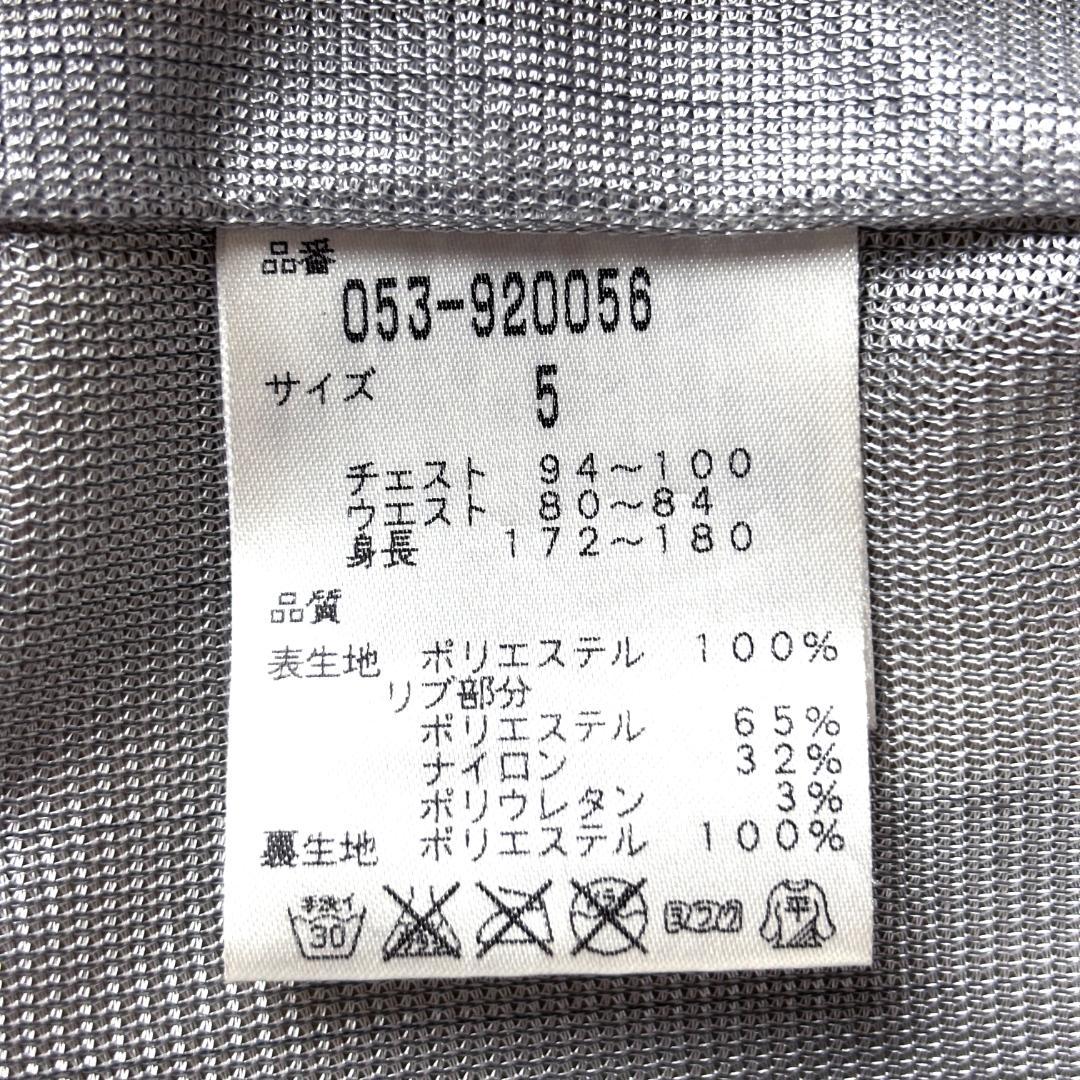 品番
053-920056
サイズ 5
チェスト 94～100
ウエスト 80～84
身長 172～180
品質
表生地 ポリエステル 100%
リブ部分
ポリエステル 65%
ナイロン 32%
ポリウレタン 3%
裏生地 ポリエステル 100%
手洗イ 30 平